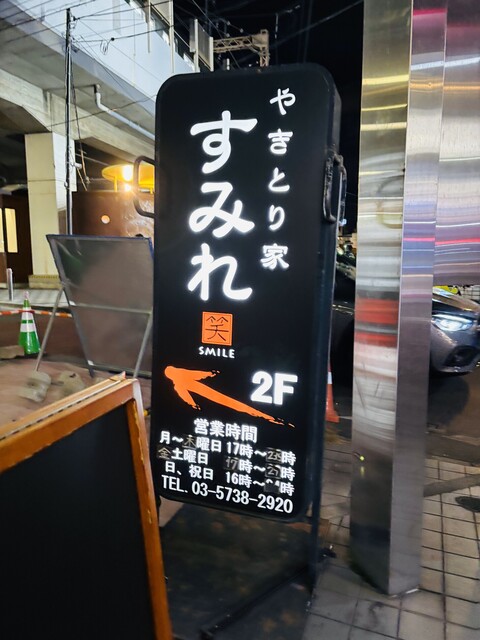 やきとり家
すみれ
笑
SMILE
2F
営業時間
月～木曜日 17時～
金土曜日
日、祝日 16時～
TEL. 03-5738-2920